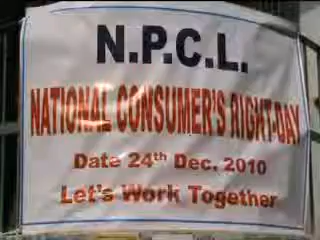 N.P.C.L.
NATIONAL CONSUMER'S RIGHT-DAY
Date 24th Dec, 2010
Let's Work Together